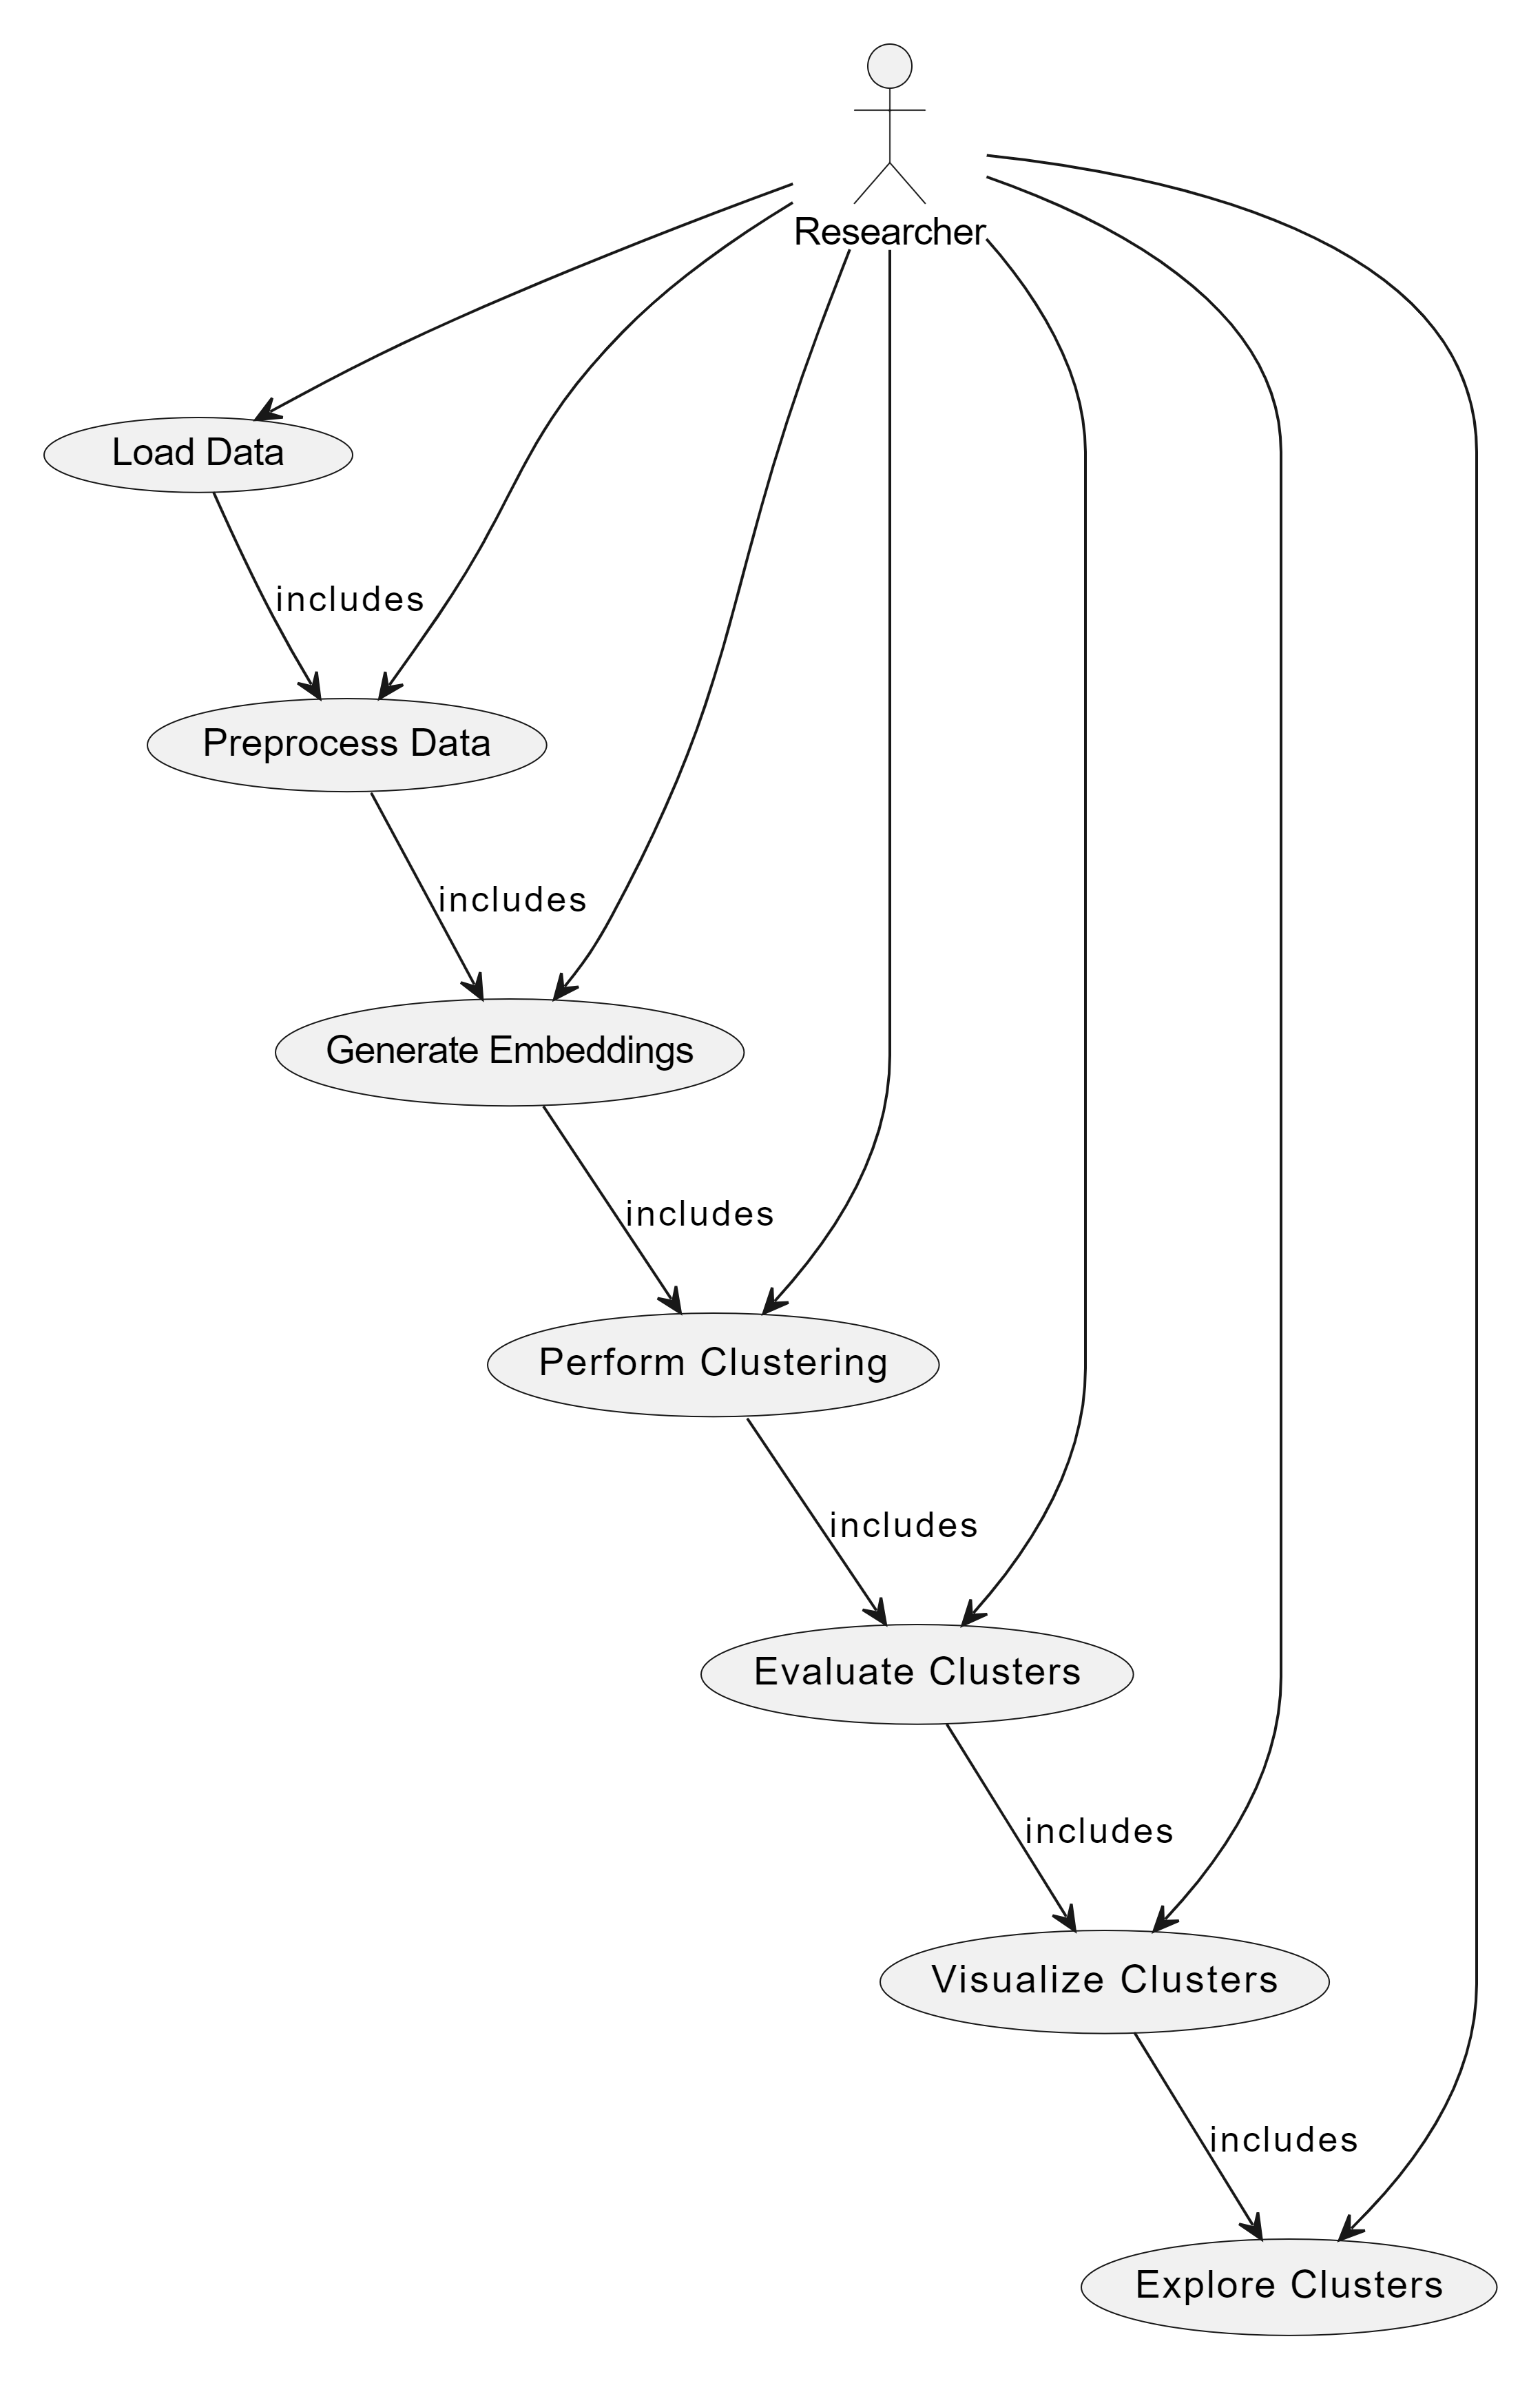 Researcher
Load Data
includes
Preprocess Data
includes
Generate Embeddings
includes
Perform Clustering
includes
Evaluate Clusters
includes
Visualize Clusters
includes
Explore Clusters